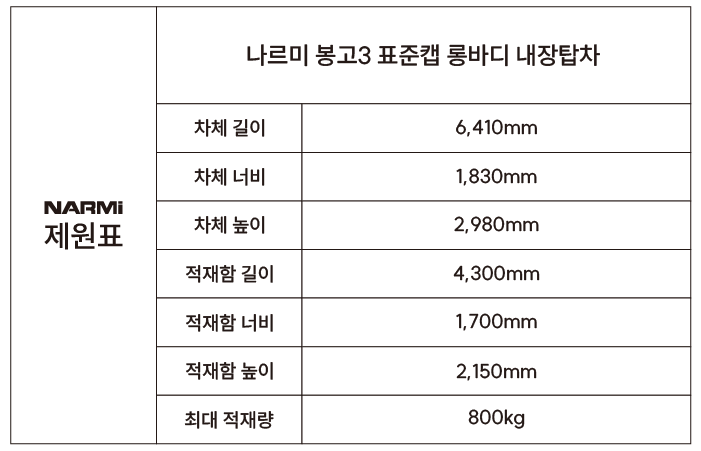 나르미 봉고3 표준캡 롱바디 내장탑차
NARMi
제원표
차체 길이 6,410mm
차체 너비 1,830mm
차체 높이 2,980mm
적재함 길이 4,300mm
적재함 너비 1,700mm
적재함 높이 2,150mm
최대 적재량 800kg